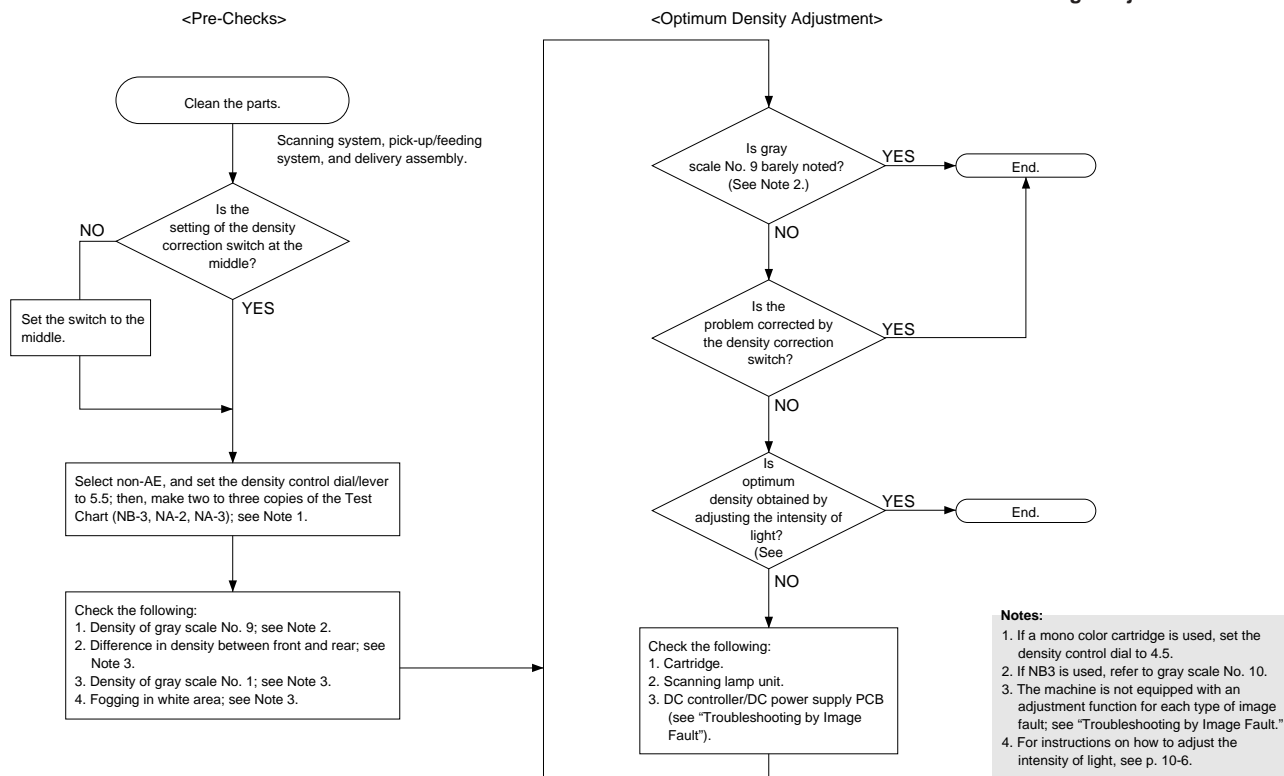 <Pre-Checks>
Clean the parts.
Scanning system, pick-up/feeding
system, and delivery assembly.
Is the
setting of the density
correction switch at the
middle?
NO
YES
Set the switch to the
middle.
Select non-AE, and set the density control dial/lever
to 5.5; then, make two to three copies of the Test
Chart (NB-3, NA-2, NA-3); see Note 1.
Check the following:
1. Density of gray scale No. 9; see Note 2.
2. Difference in density between front and rear; see
Note 3.
3. Density of gray scale No. 1; see Note 3.
4. Fogging in white area; see Note 3.
<Optimum Density Adjustment>
Is gray
scale No. 9 barely noted?
(See Note 2.)
YES
End.
NO
Is the
problem corrected by
the density correction
switch?
YES
NO
Is
optimum
density obtained by
adjusting the intensity of
light?
(See
YES
End.
NO
Check the following:
1. Cartridge.
2. Scanning lamp unit.
3. DC controller/DC power supply PCB
(see “Troubleshooting by Image
Fault”).
Notes:
1. If a mono color cartridge is used, set the
density control dial to 4.5.
2. If NB3 is used, refer to gray scale No. 10.
3. The machine is not equipped with an
adjustment function for each type of image
fault; see “Troubleshooting by Image Fault.”
4. For instructions on how to adjust the
intensity of light, see p. 10-6.